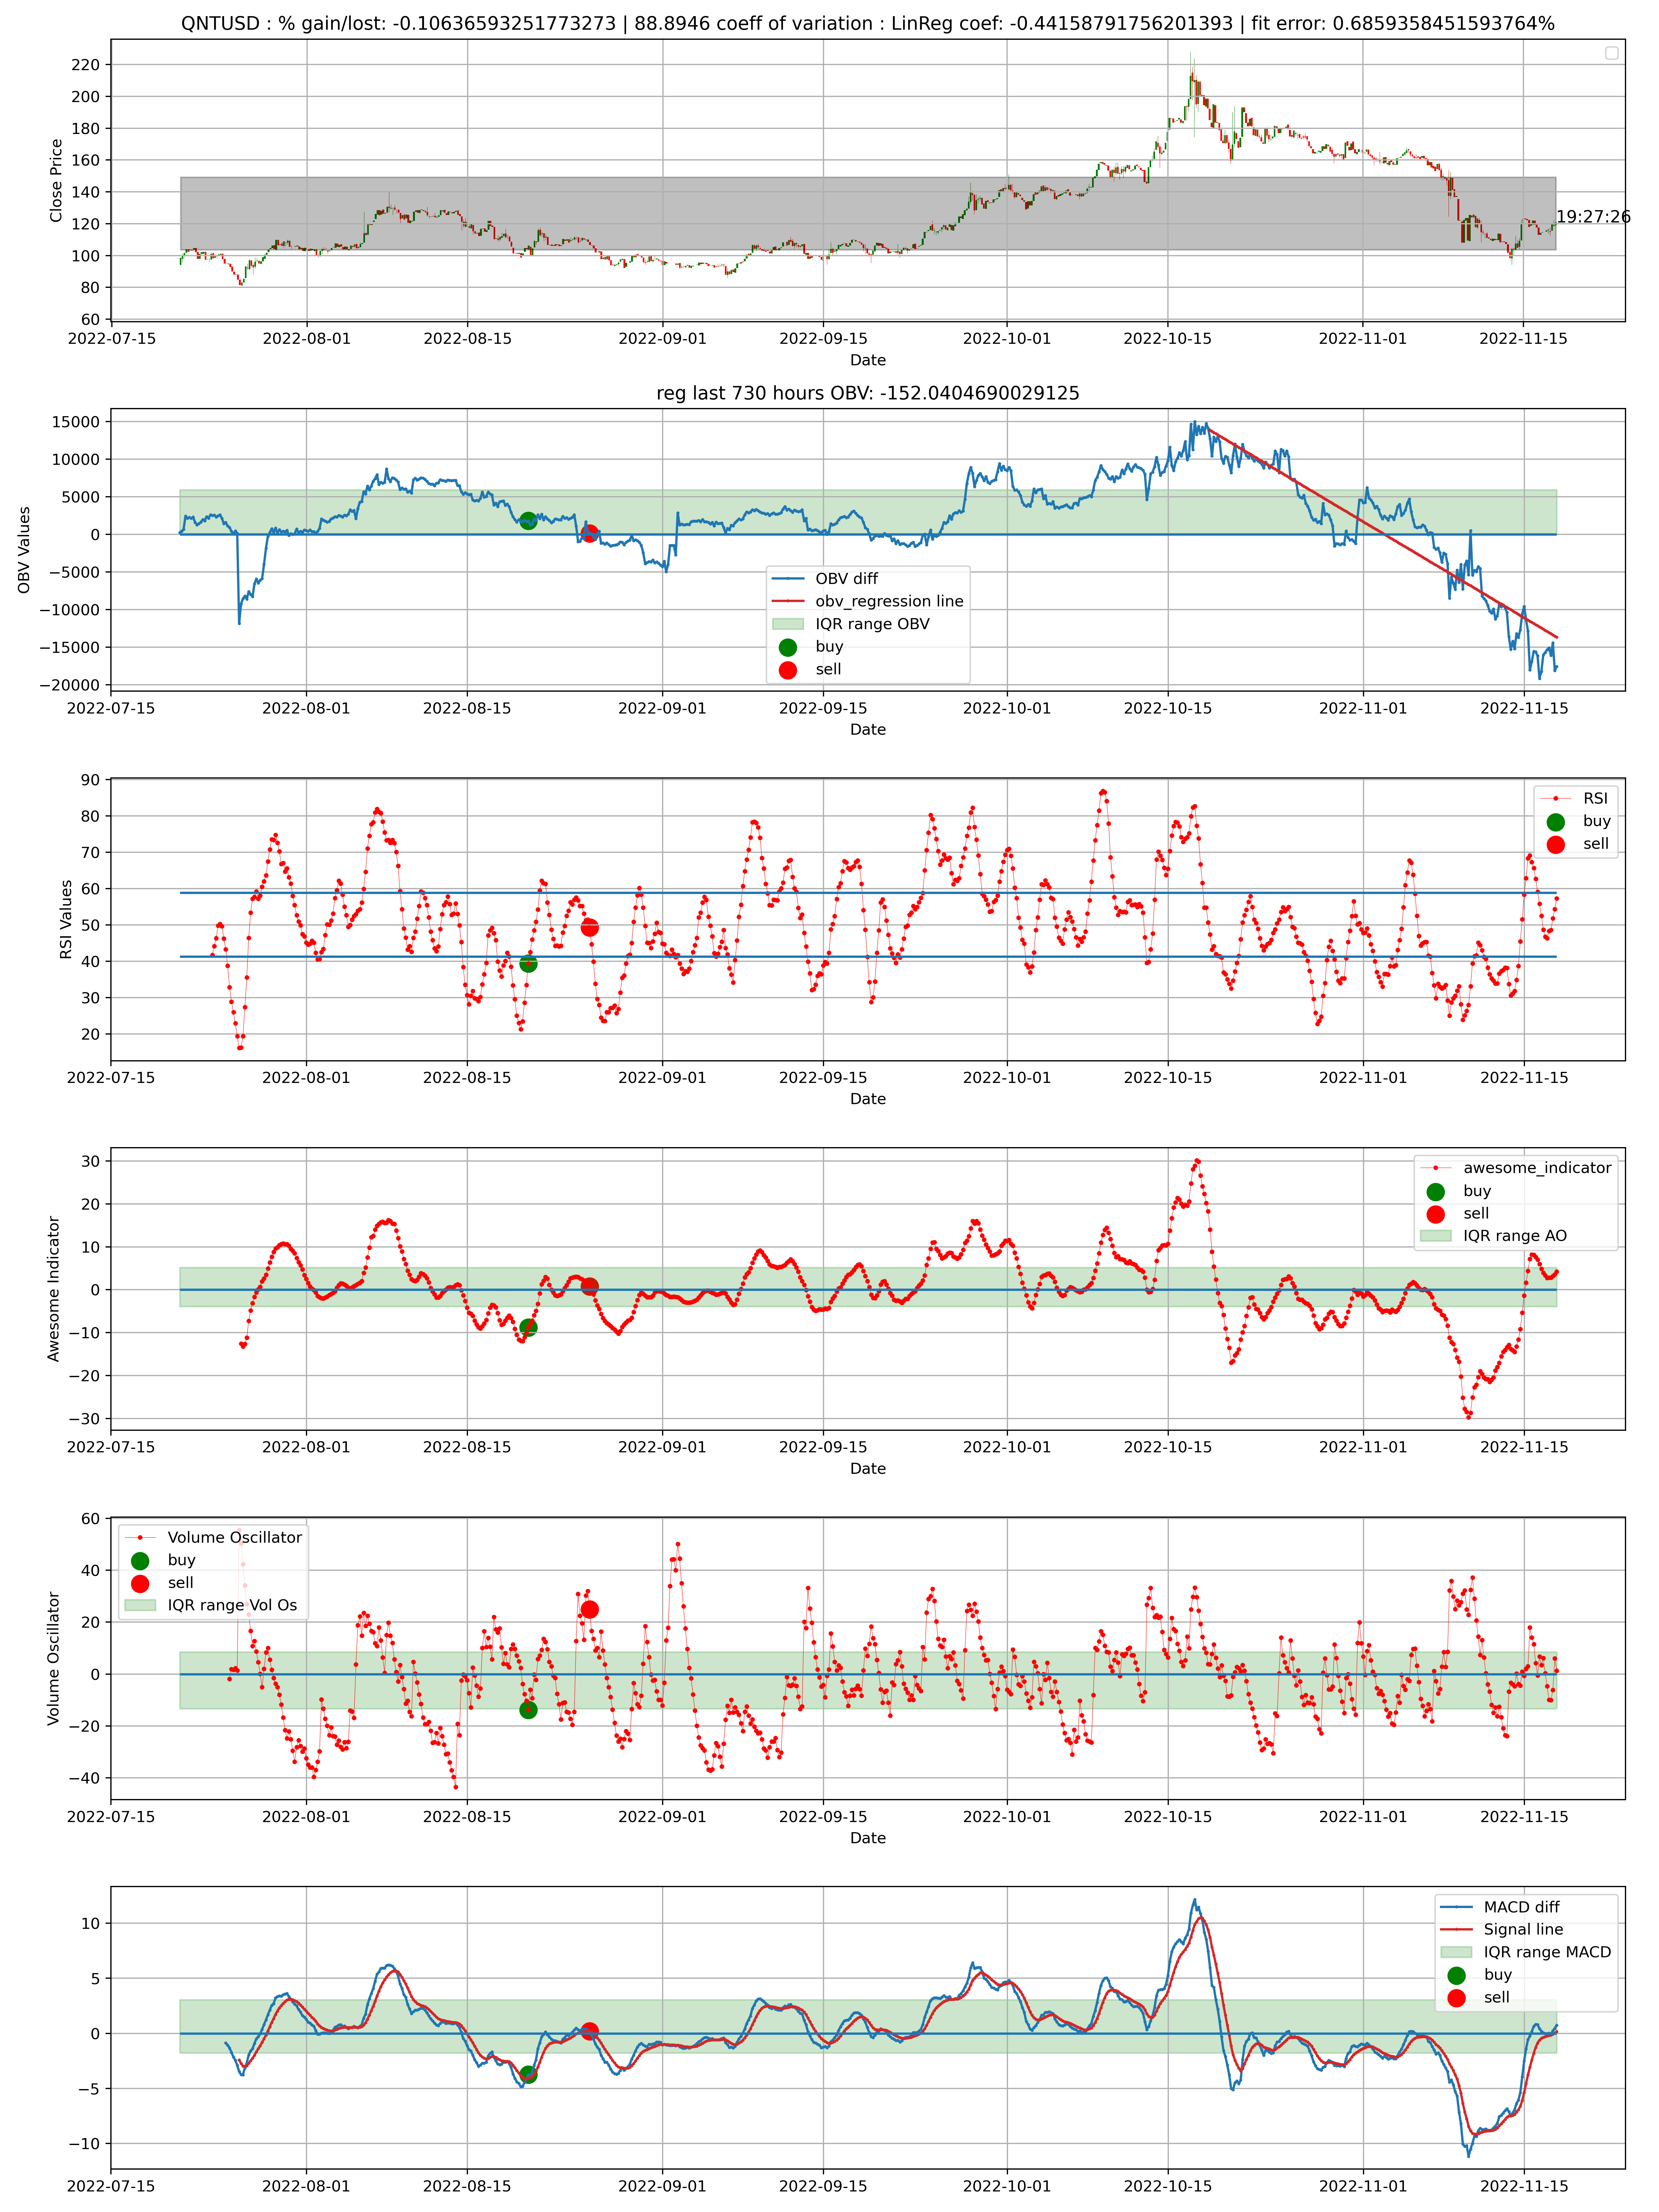 QNTUSD : % gain/lost: -0.10636593251773273 | 88.8946 coeff of variation : LinReg coef: -0.44158791756201393 | fit error: 0.6859358451593764%
220
200
180
160
140
120
100
80
60
Close Price
19:27:26
2022-07-15 2022-08-01 2022-08-15 2022-09-01 2022-09-15 2022-10-01 2022-10-15 2022-11-01 2022-11-15
Date
reg last 730 hours OBV: -152.0404690029125
15000
10000
5000
0
−5000
−10000
−15000
−20000
OBV Values
OBV diff
obv_regression line
IQR range OBV
buy
sell
2022-07-15 2022-08-01 2022-08-15 2022-09-01 2022-09-15 2022-10-01 2022-10-15 2022-11-01 2022-11-15
Date
90
80
70
60
50
40
30
20
RSI Values
RSI
buy
sell
2022-07-15 2022-08-01 2022-08-15 2022-09-01 2022-09-15 2022-10-01 2022-10-15 2022-11-01 2022-11-15
Date
30
20
10
0
−10
−20
−30
Awesome Indicator
awesome_indicator
buy
sell
IQR range AO
2022-07-15 2022-08-01 2022-08-15 2022-09-01 2022-09-15 2022-10-01 2022-10-15 2022-11-01 2022-11-15
Date
60
40
20
0
−20
−40
Volume Oscillator
Volume Oscillator
buy
sell
IQR range Vol Os
2022-07-15 2022-08-01 2022-08-15 2022-09-01 2022-09-15 2022-10-01 2022-10-15 2022-11-01 2022-11-15
Date
10
5
0
−5
−10
MACD diff
Signal line
IQR range MACD
buy
sell
2022-07-15 2022-08-01 2022-08-15 2022-09-01 2022-09-15 2022-10-01 2022-10-15 2022-11-01 2022-11-15